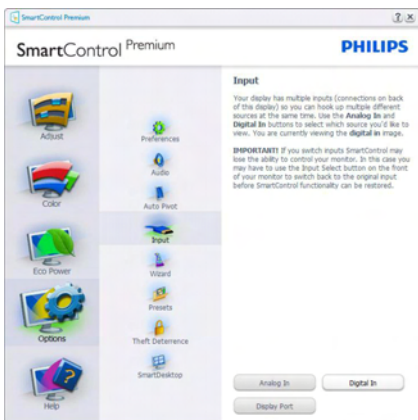 SmartControl Premium
SmartControl Premium
PHILIPS
Adjust
Color
Eco Power
Options
Help
Preferences
Audio
Auto Pivot
Input
Wizard
Presets
Theft Deterrence
SmartDesktop
Input
Your display has multiple inputs (connections on back
of this display) so you can hook up multiple different
sources at the same time. Use the Analog In and
Digital In buttons to select which source you'd like to
view. You are currently viewing the digital in image.
IMPORTANT! If you switch inputs SmartControl may
lose the ability to control your monitor. In this case you
may have to use the Input Select button on the front
of your monitor to switch back to the original input
before SmartControl functionality can be restored.
Analog In
Digital In
Display Port